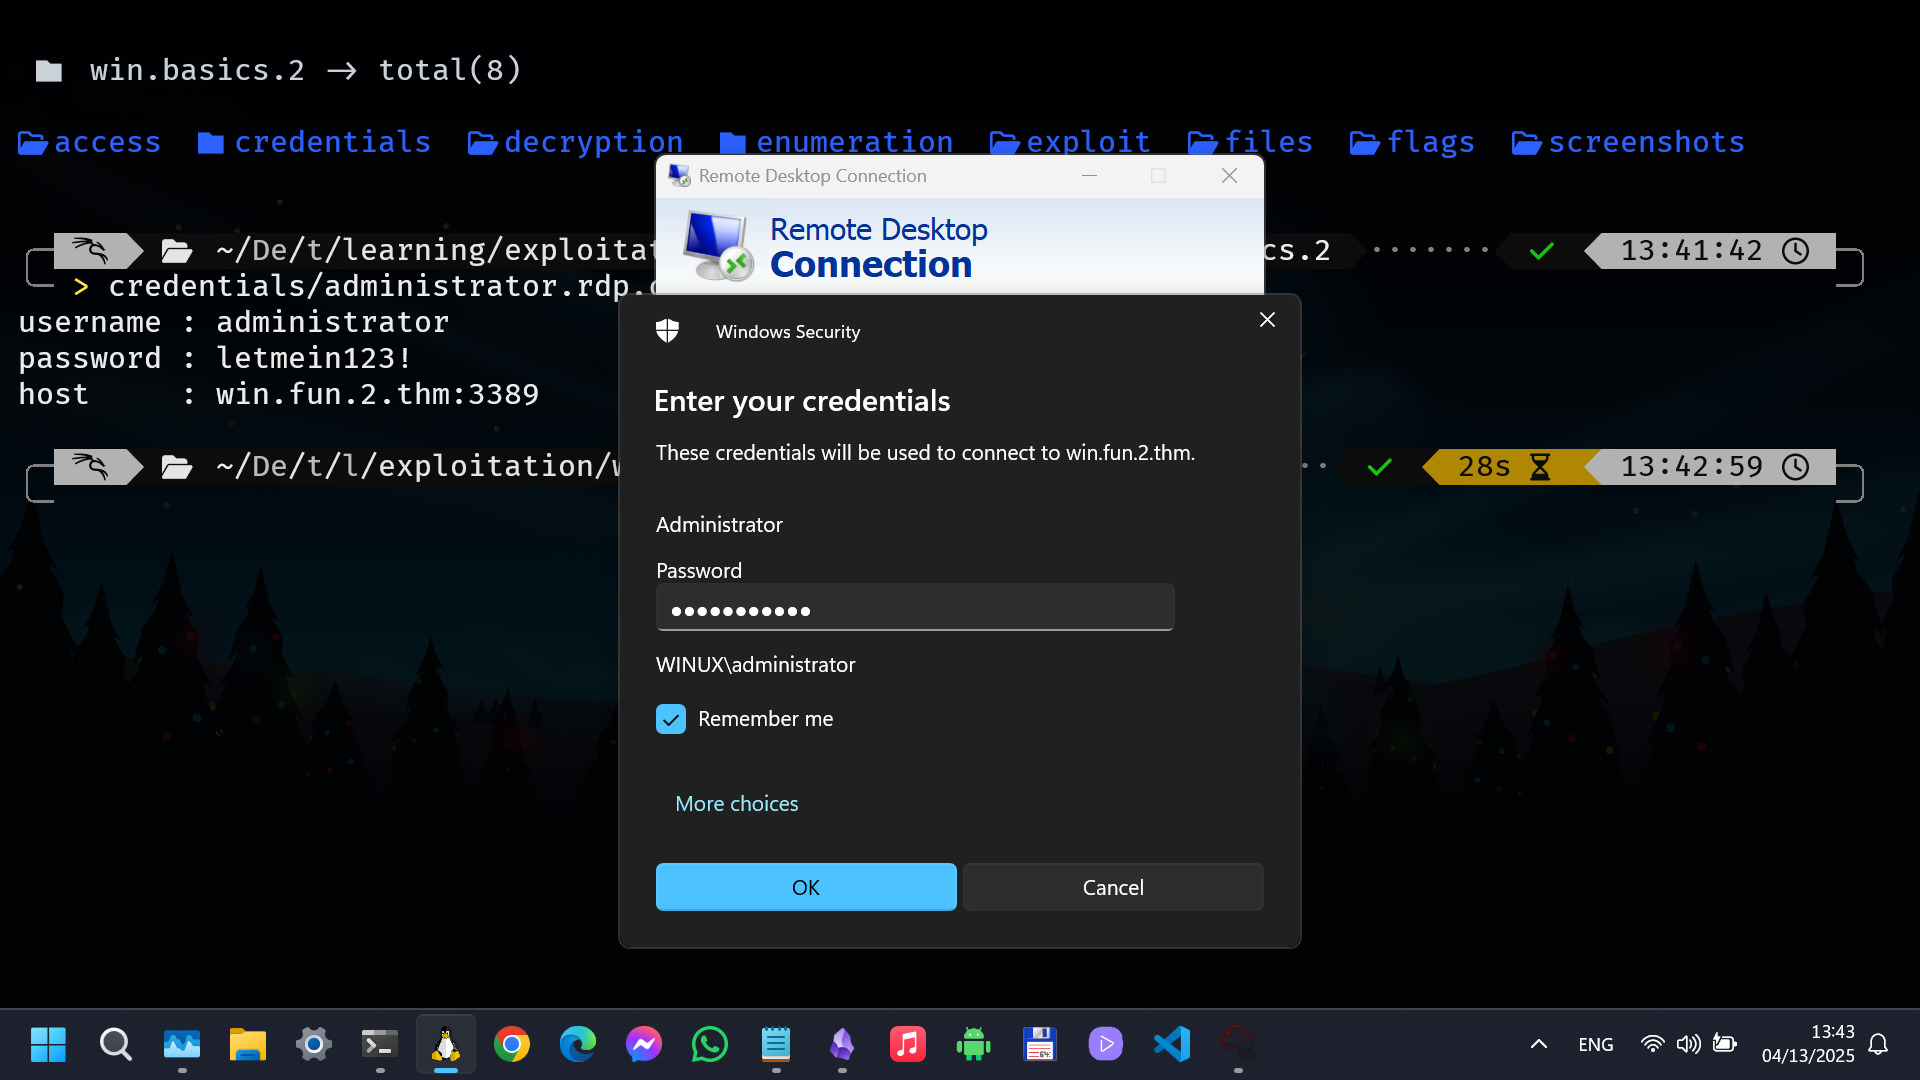 win.basics.2 → total(8)
access credentials decryption enumeration exploit files flags screenshots
Remote Desktop Connection
Remote Desktop
Connection
~/De/t/learning/exploitat
cs.2 ······· ✓ 13:41:42
> credentials/administrator.rdp.
username : administrator
password : letmein123!
host : win.fun.2.thm:3389
~/De/t/l/exploitation/
·· ✓ 28s 13:42:59
Windows Security
Enter your credentials
These credentials will be used to connect to win.fun.2.thm.
Administrator
Password
●●●●●●●●●●●
WINUX\administrator
Remember me
More choices
OK Cancel
64
ENG
13:43
04/13/2025